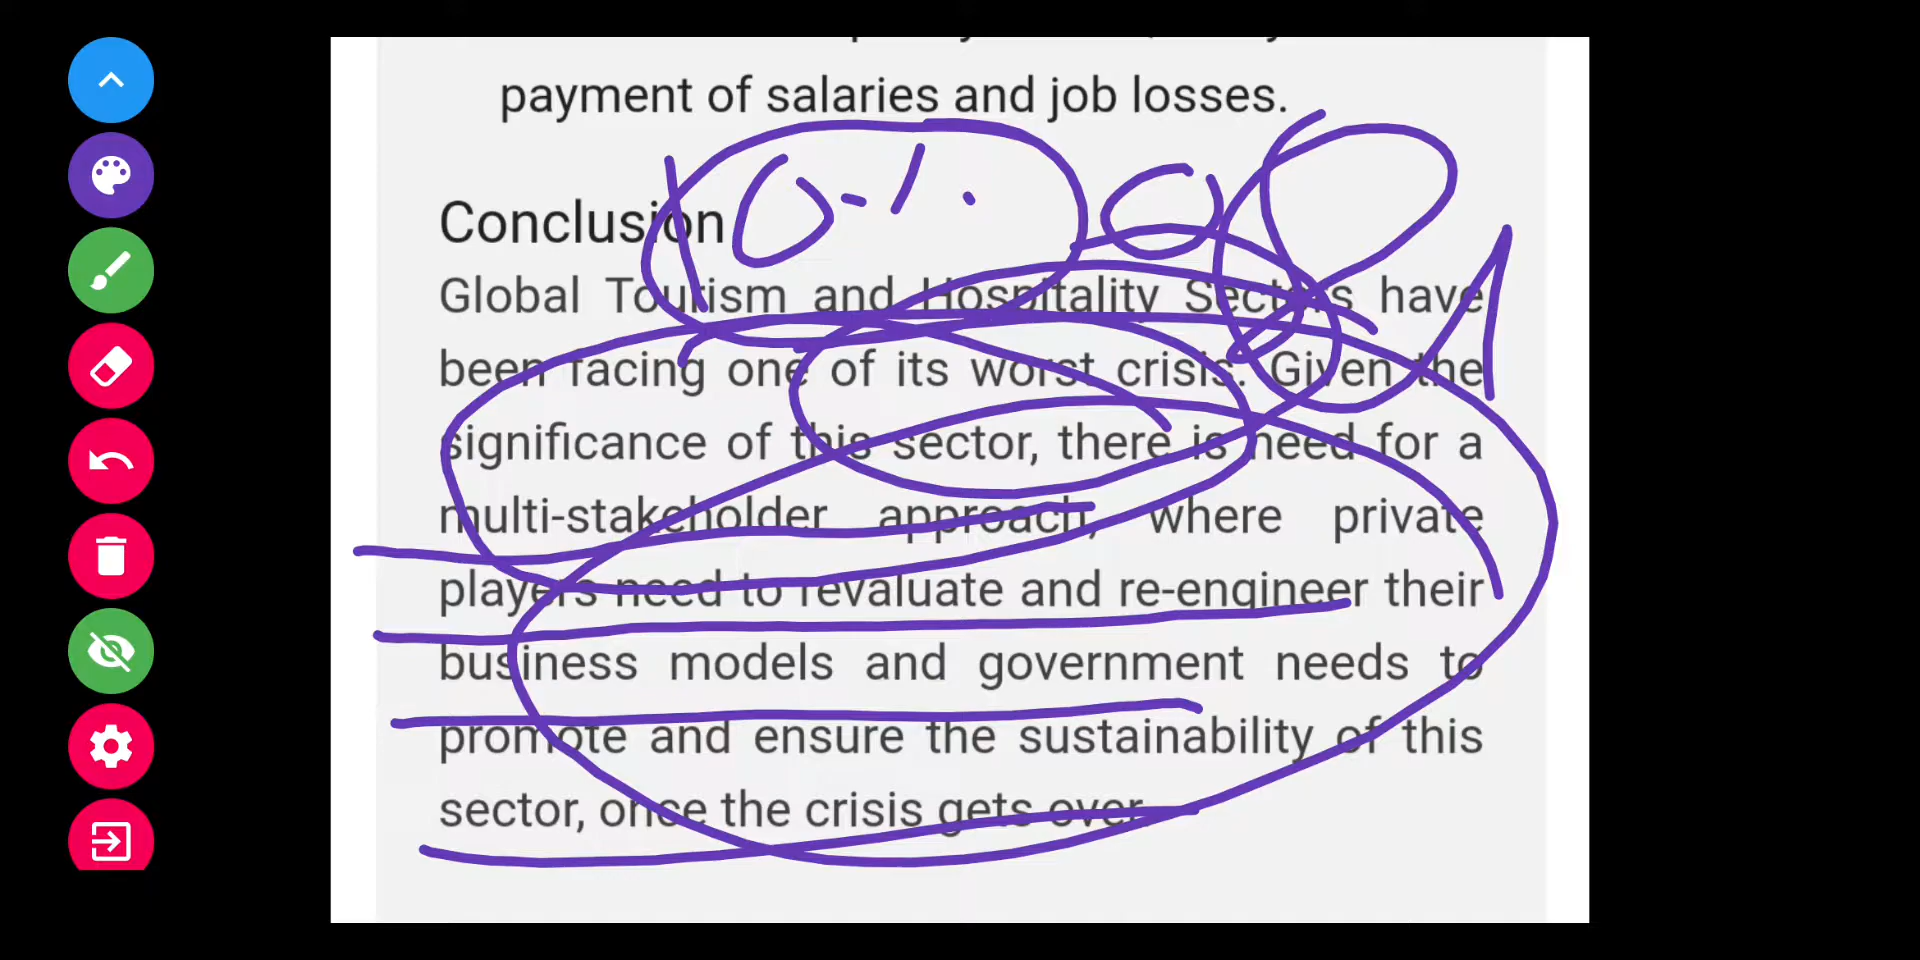 payment of salaries and job losses.
10% of
Conclusion
Global Tourism and Hospitality Sectors have
been facing one of its worst crisis. Given the
significance of this sector, there is need for a
multi-stakeholder approach, where private
players need to revaluate and re-engineer their
business models and government needs to
promote and ensure the sustainability of this
sector, once the crisis gets over.